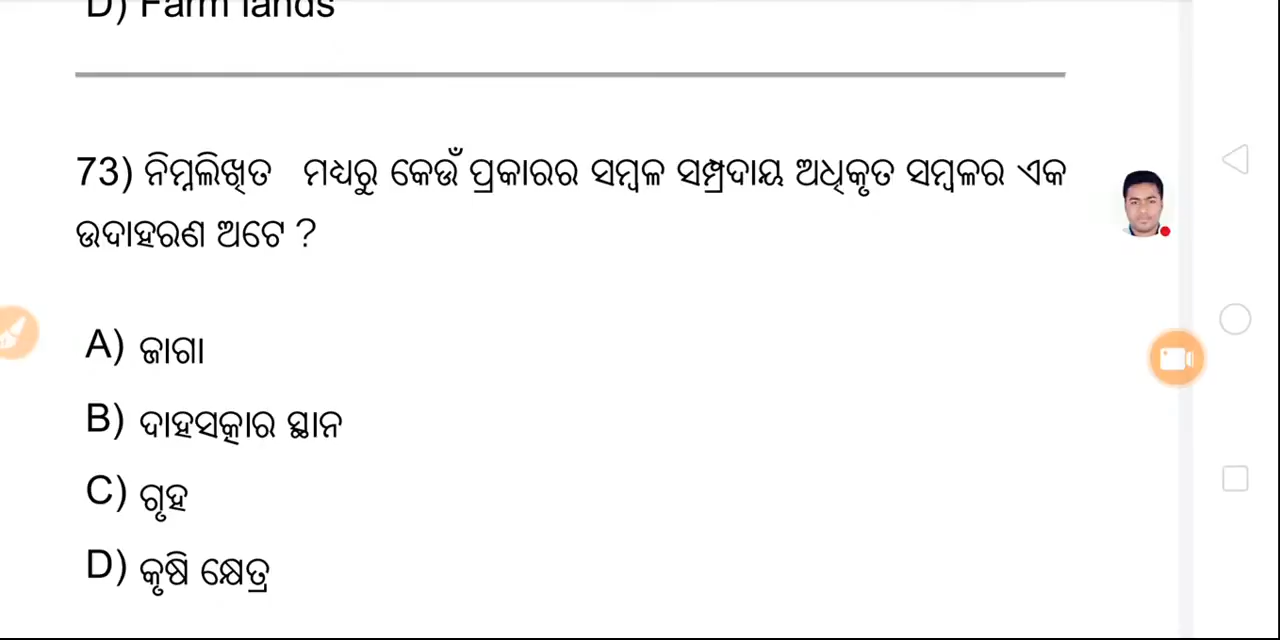 D) Farm lands
73) ନିମ୍ନଲିଖିତ ମଧ୍ୟରୁ କେଉଁ ପ୍ରକାରର ସମ୍ବଳ ସମ୍ପ୍ରଦାୟ ଅଧିକୃତ ସମ୍ବଳର ଏକ
ଉଦାହରଣ ଅଟେ ?
A) ଜାଗା
B) ଦାହସତ୍କାର ସ୍ଥାନ
C) ଗୃହ
D) କୃଷି କ୍ଷେତ୍ର